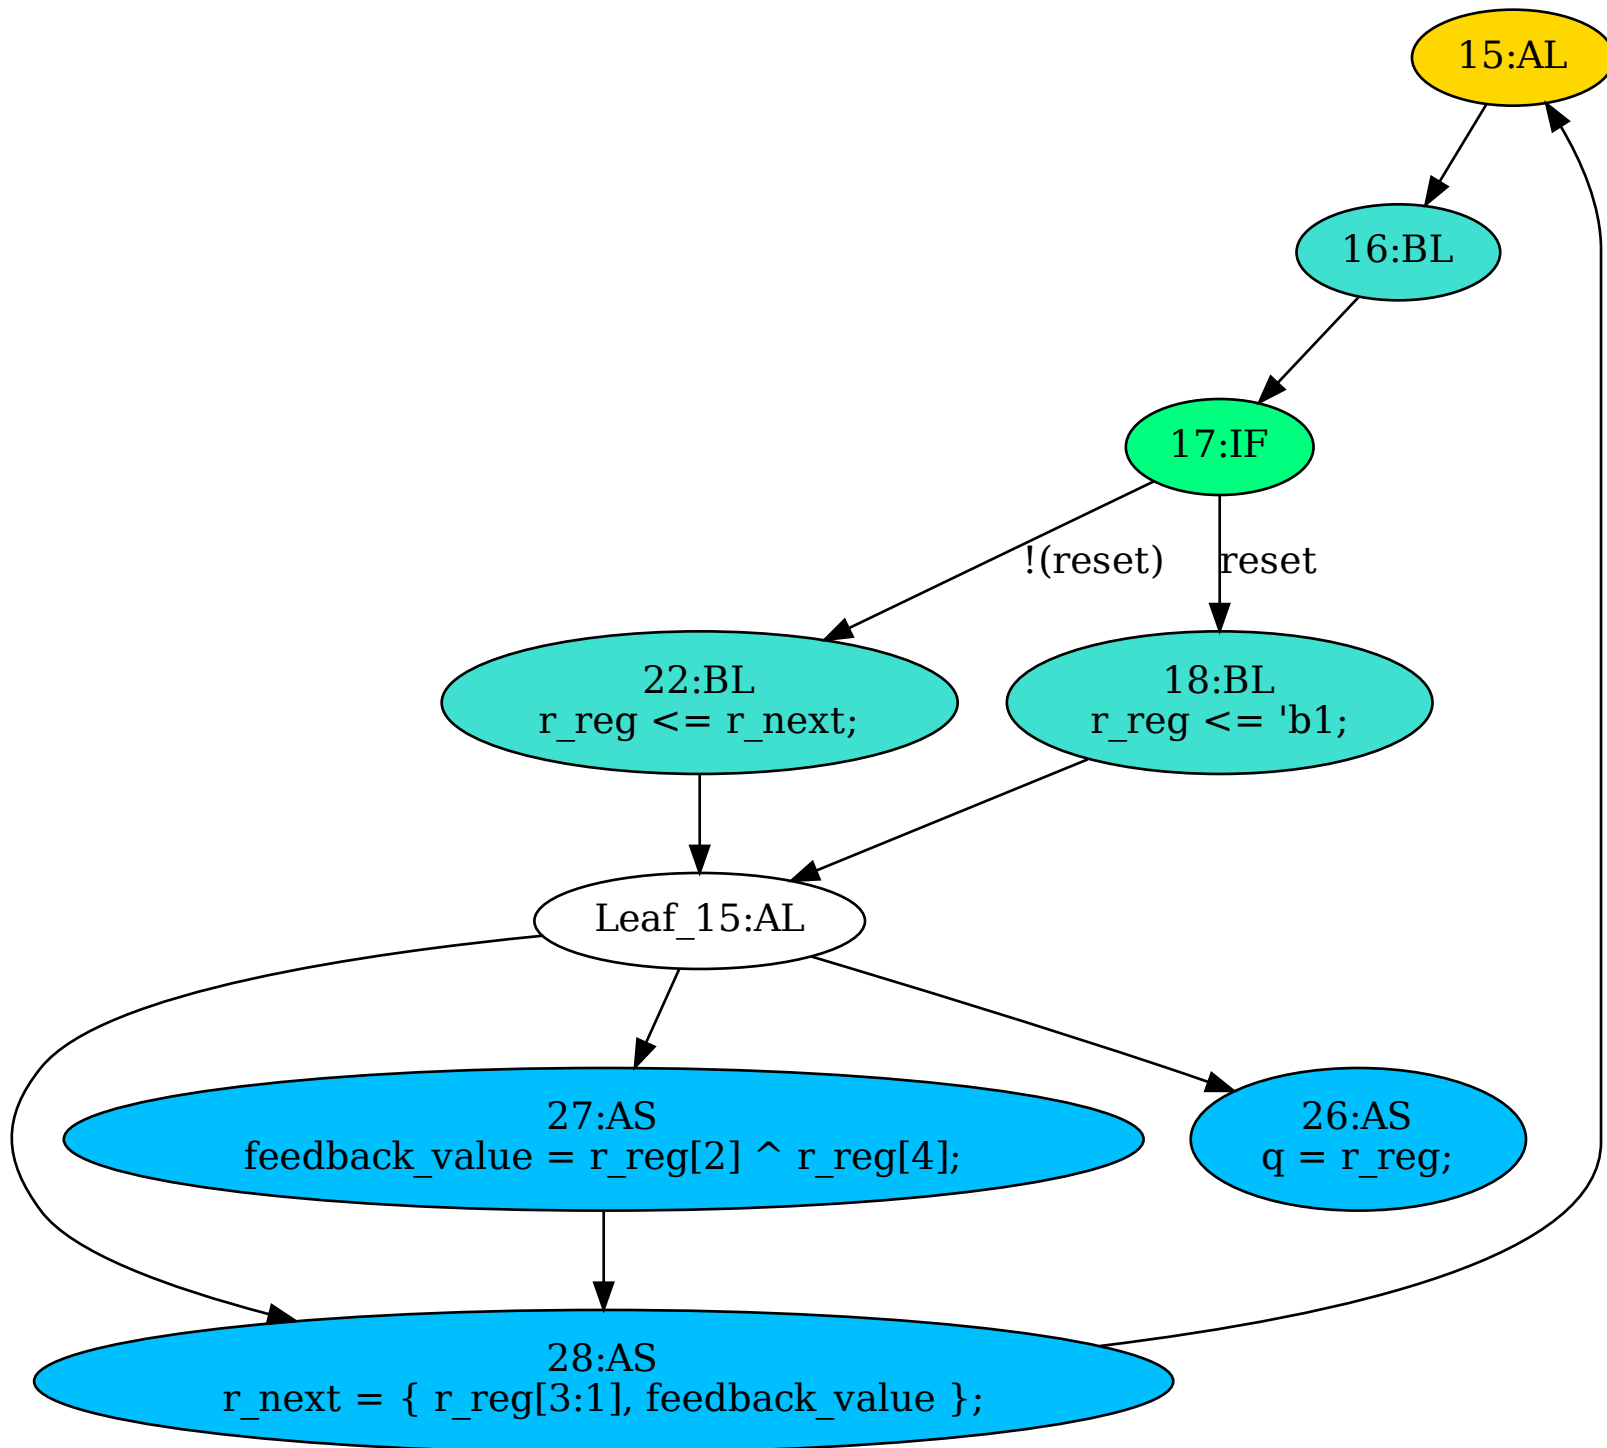 15:AL
16:BL
17:IF
!(reset)
reset
22:BL
r_reg <= r_next;
18:BL
r_reg <= 'b1;
Leaf_15:AL
27:AS
feedback_value = r_reg[2] ^ r_reg[4];
26:AS
q = r_reg;
28:AS
r_next = { r_reg[3:1], feedback_value };